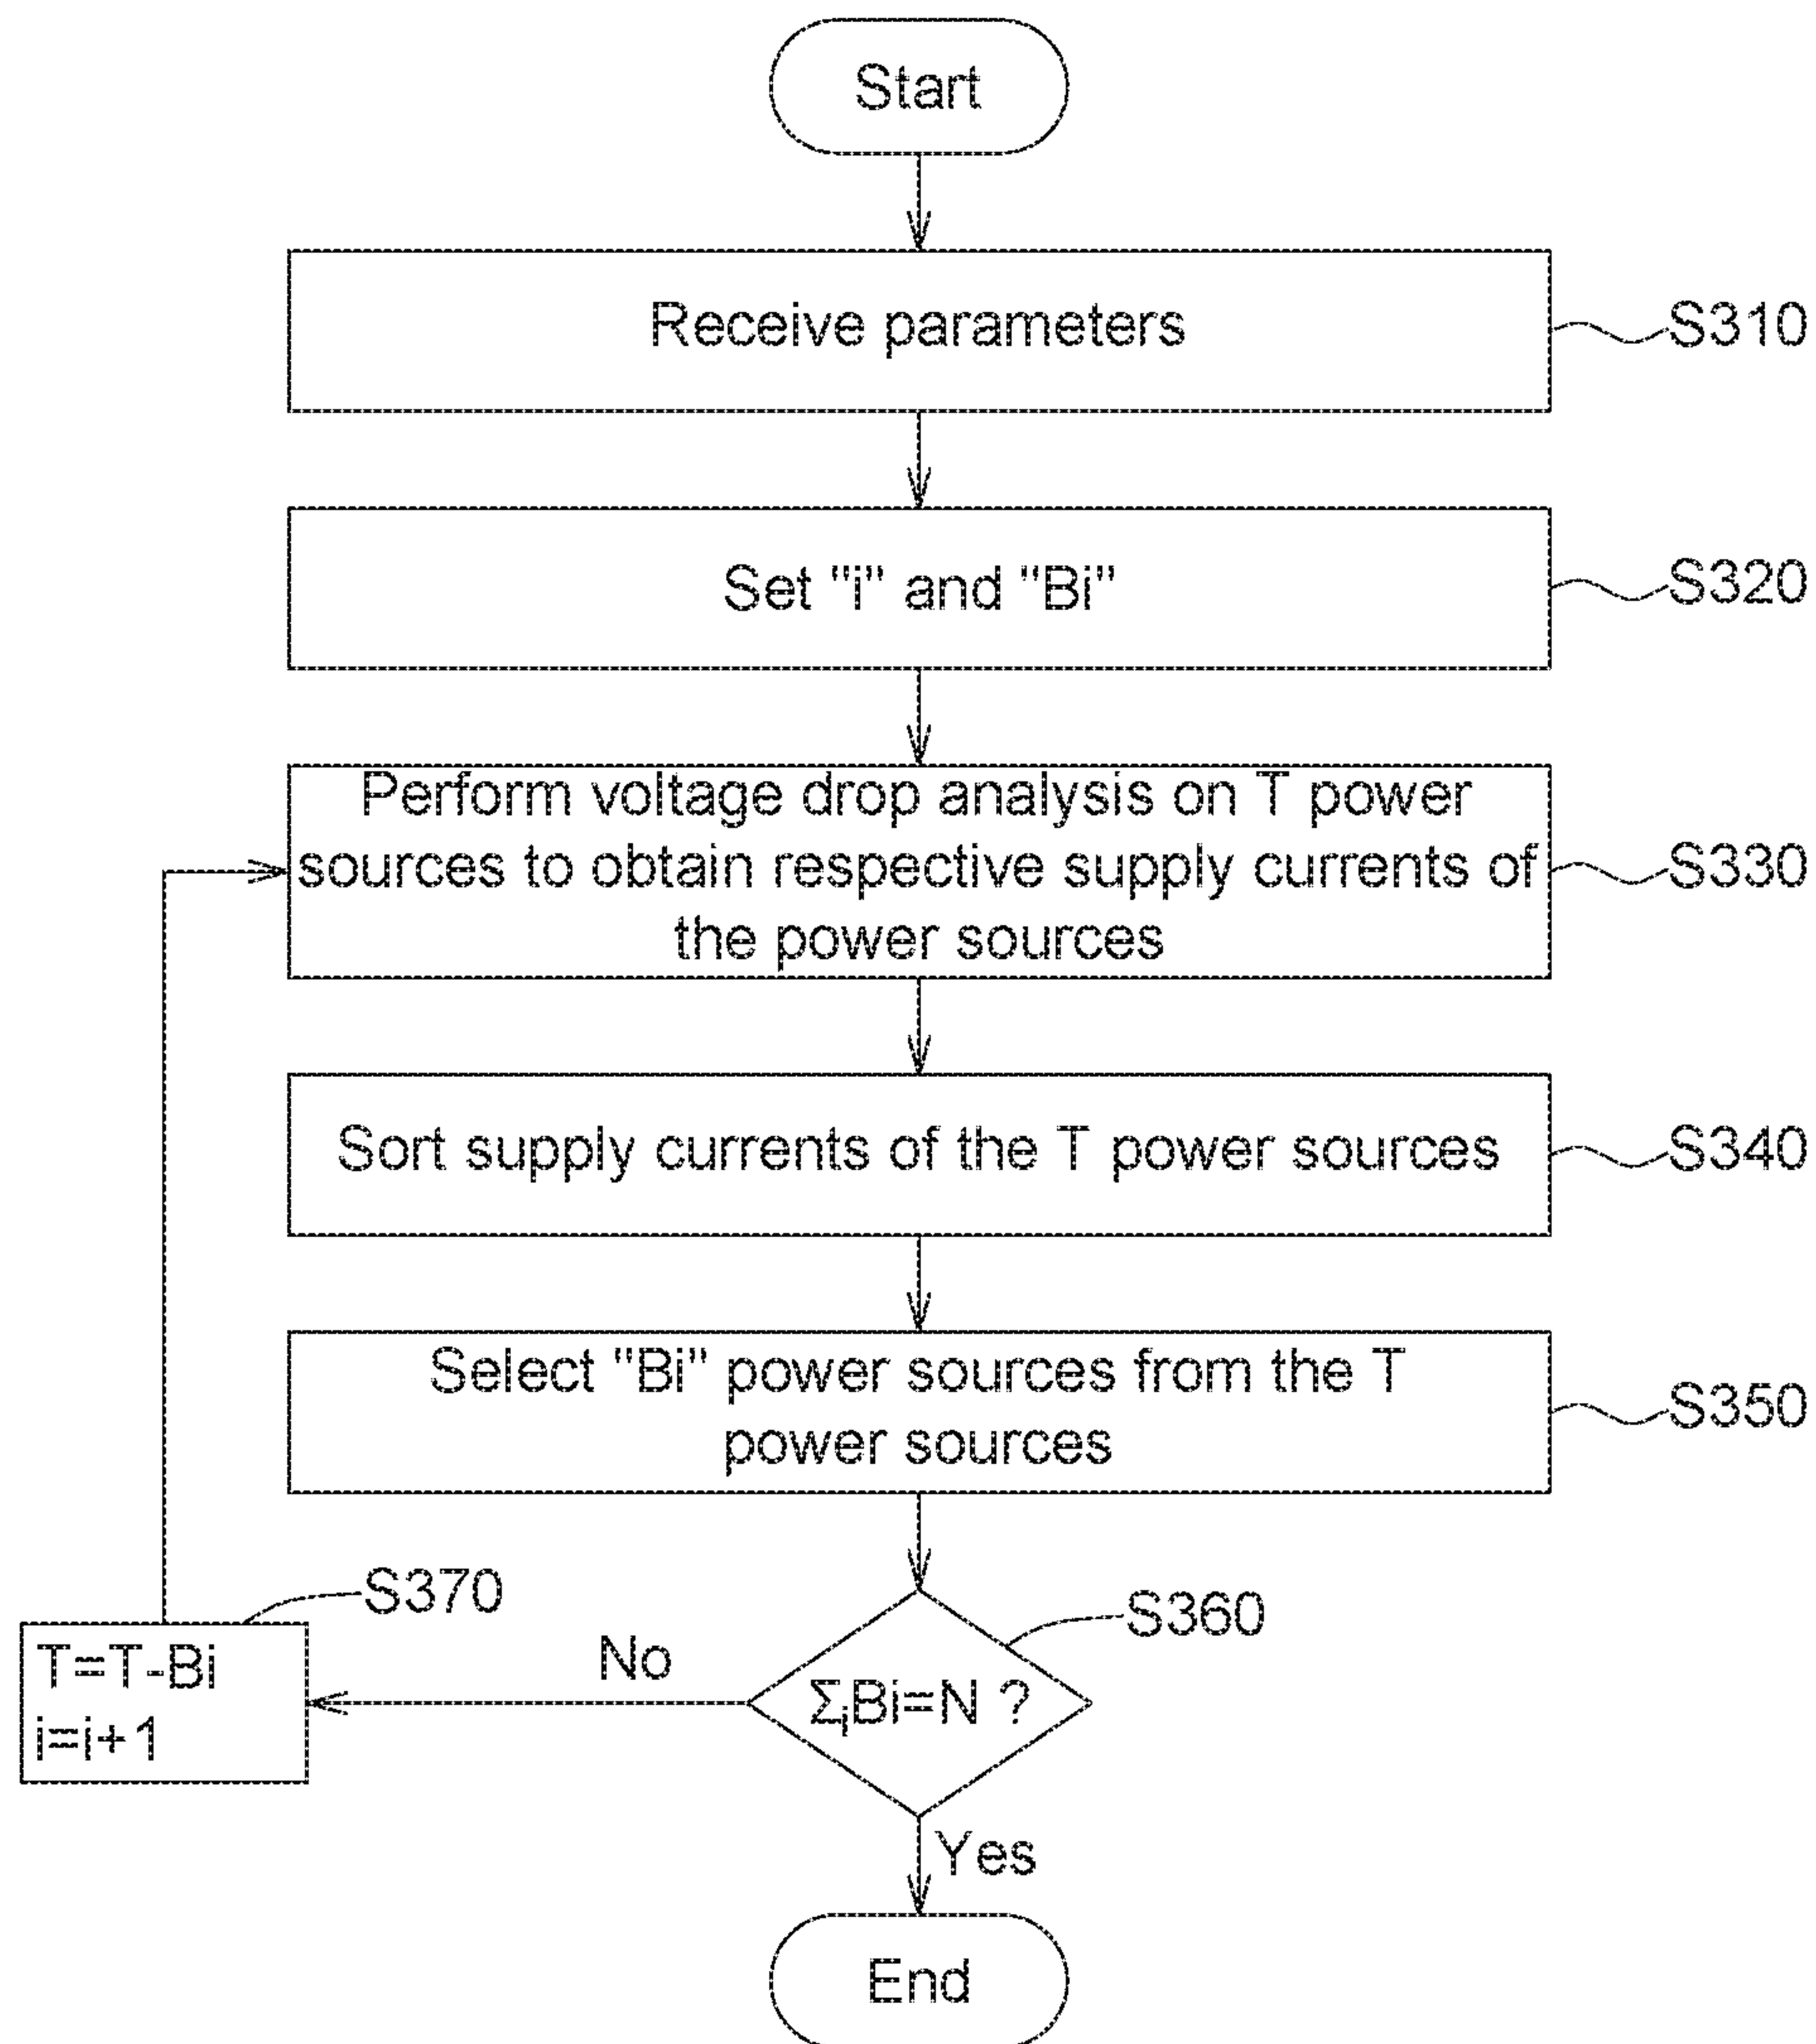 Start
Receive parameters
S310
Set "i" and "Bi"
S320
Perform voltage drop analysis on T power
sources to obtain respective supply currents of
the power sources
S330
Sort supply currents of the T power sources
S340
Select "Bi" power sources from the T
power sources
S350
S370
T=T-Bi
i=i+1
No
S360
ΣiBi=N ?
Yes
End